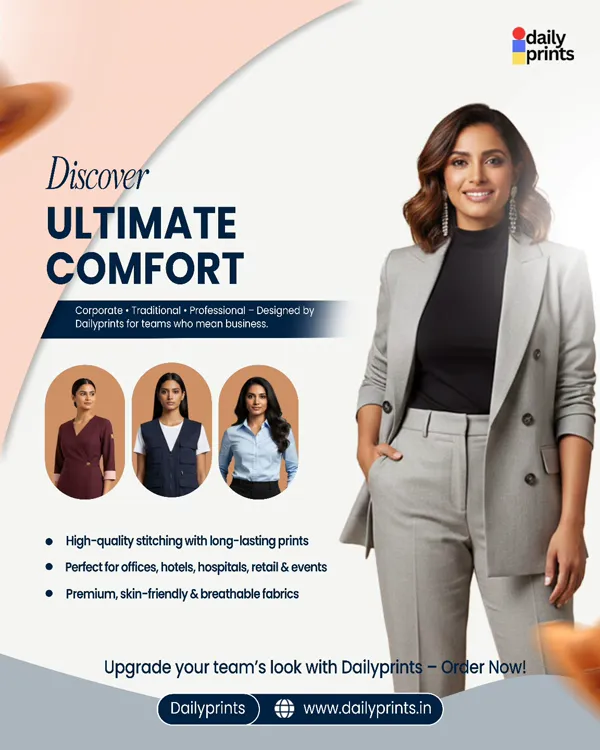 daily
prints
Discover
ULTIMATE
COMFORT
Corporate • Traditional • Professional – Designed by
Dailyprints for teams who mean business.
High-quality stitching with long-lasting prints
Perfect for offices, hotels, hospitals, retail & events
Premium, skin-friendly & breathable fabrics
Upgrade your team's look with Dailyprints – Order Now!
Dailyprints
www.dailyprints.in